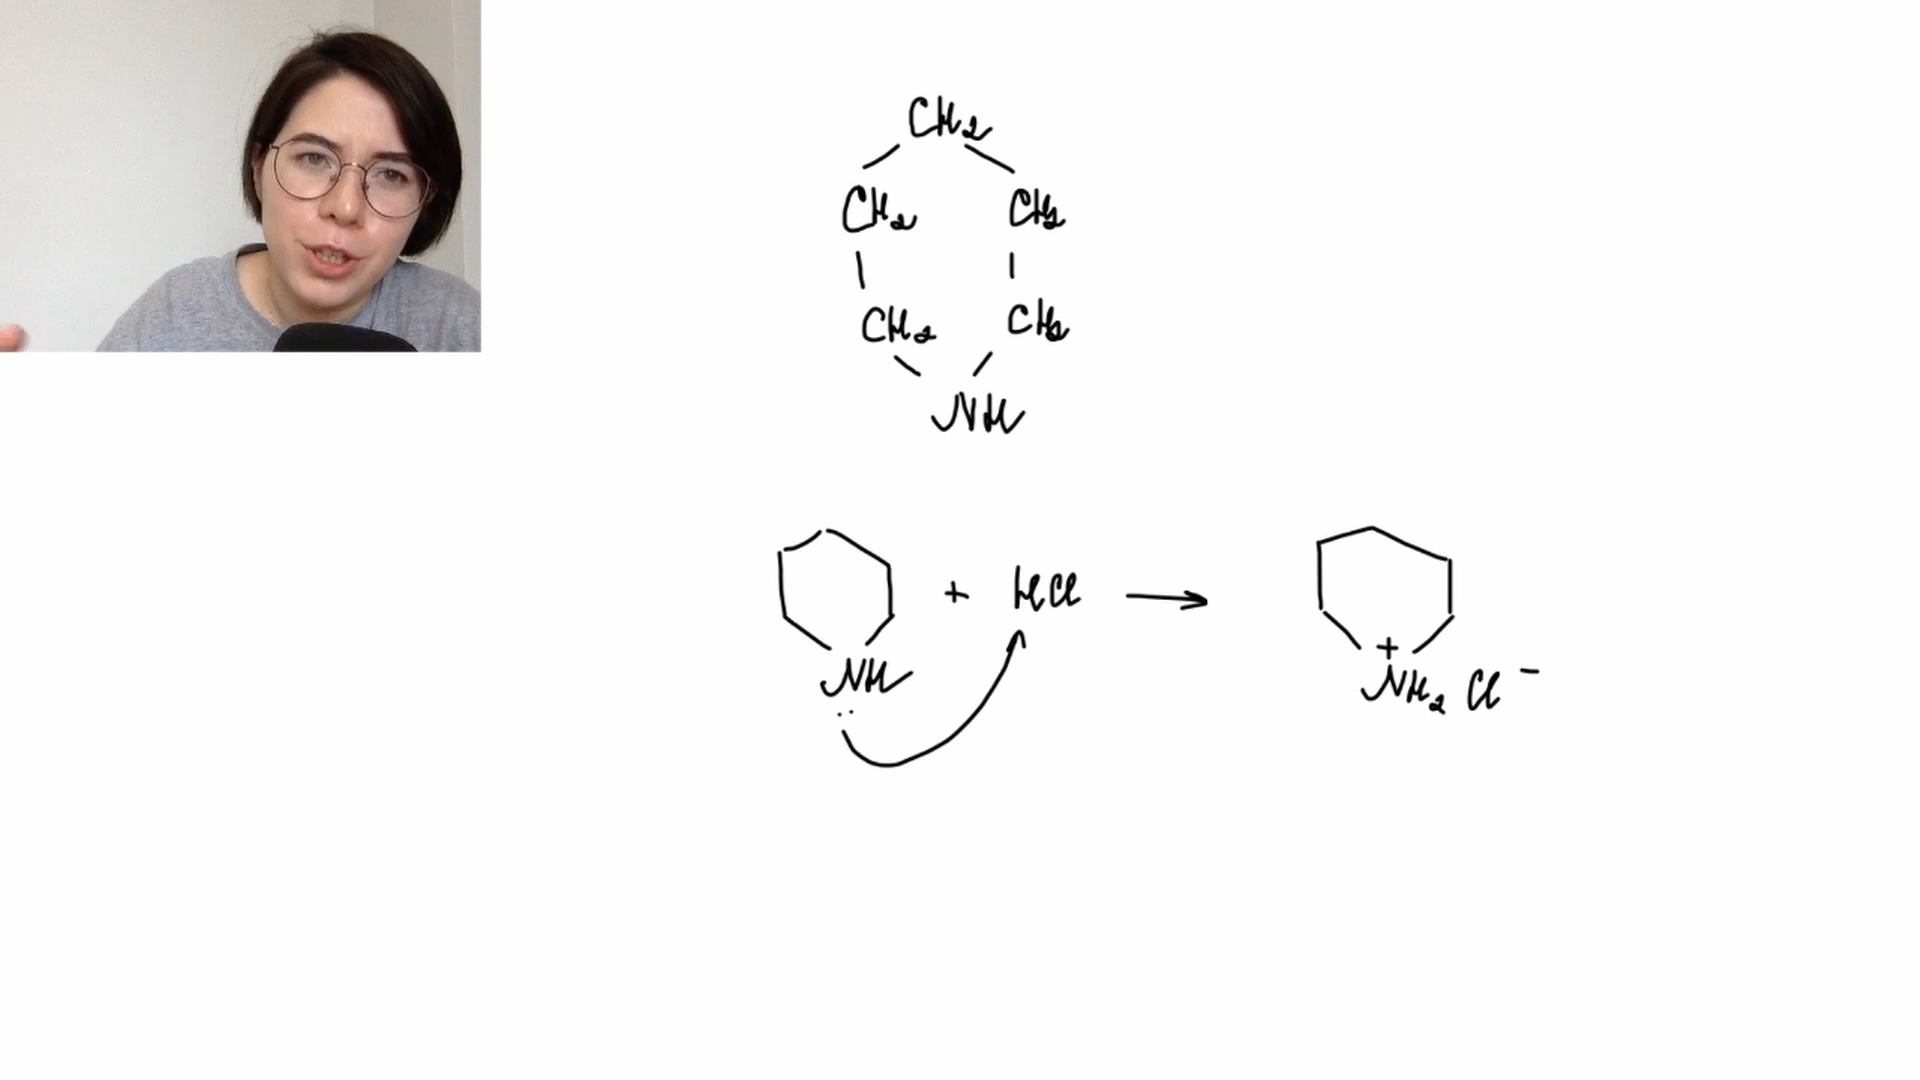 CH2
CH2 CH2
CH2 CH2
NH
+ HCl →
NH
+
NH2 Cl −